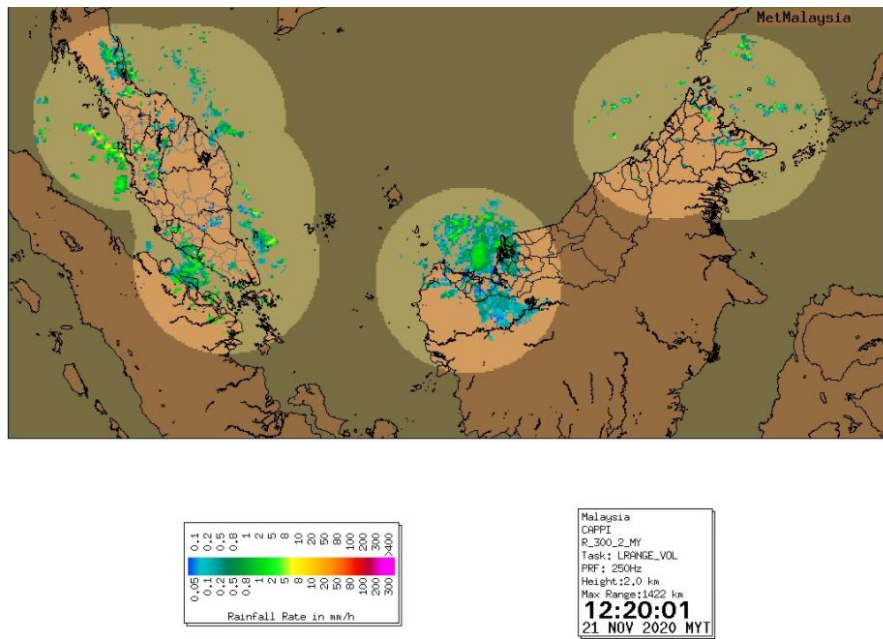 MetMalaysia
0.1 0.2 0.5 0.8 1 2 5 8 10 20 50 80 100 200 300 >400
0.05 0.1 0.2 0.5 0.8 1 2 5 8 10 20 50 80 100 200 300
Rainfall Rate in mm/h
Malaysia
CAPPI
R_300_2_MY
Task: LRANGE_VOL
PRF: 250Hz
Height:2.0 km
Max Range:1422 km
12:20:01
21 NOV 2020 MYT